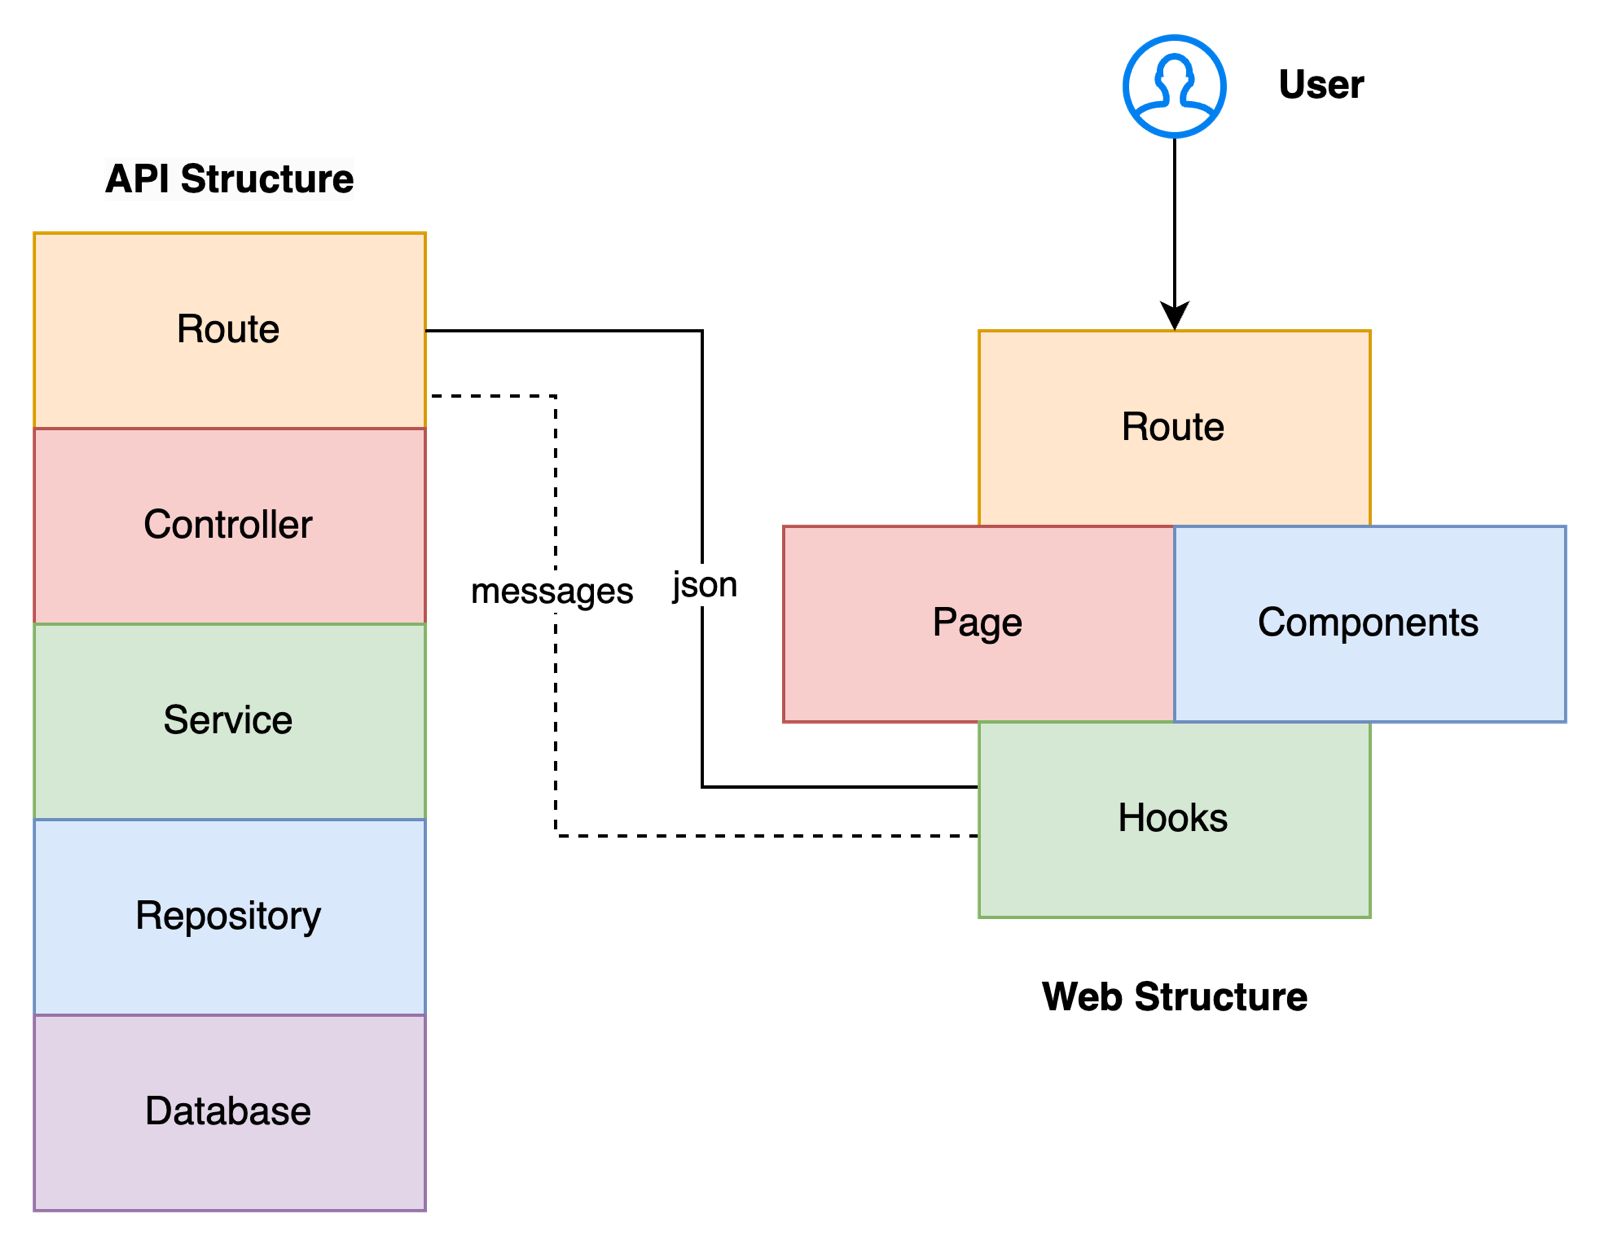 User
API Structure
Route
Controller
Service
Repository
Database
messages
json
Route
Page
Components
Hooks
Web Structure